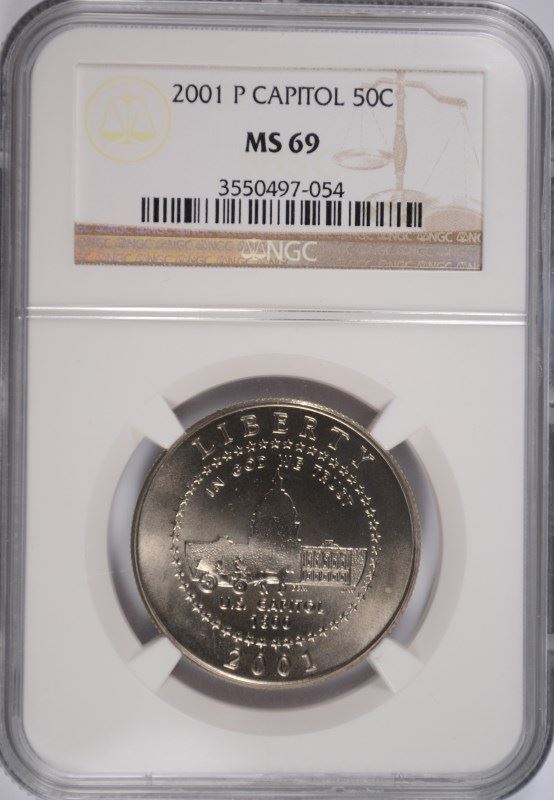 2001 P CAPITOL 50C
MS 69
3550497-054
NGC
LIBERTY
IN GOD WE TRUST
U.S. CAPITOL
1800
2001